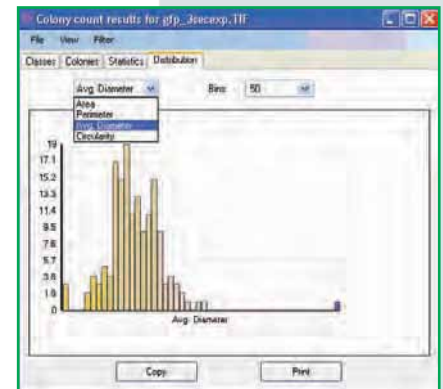 Colony count results for gfp_3secexp.TIF
File View Filter
Classes Colonies Statistics Distribution
Avg. Diameter Bins: 50
Area
Perimeter
Avg. Diameter
Circularity
19
17.1
15.2
13.3
11.4
9.5
7.6
5.7
3.8
1.9
0
Avg. Diameter
Copy Print